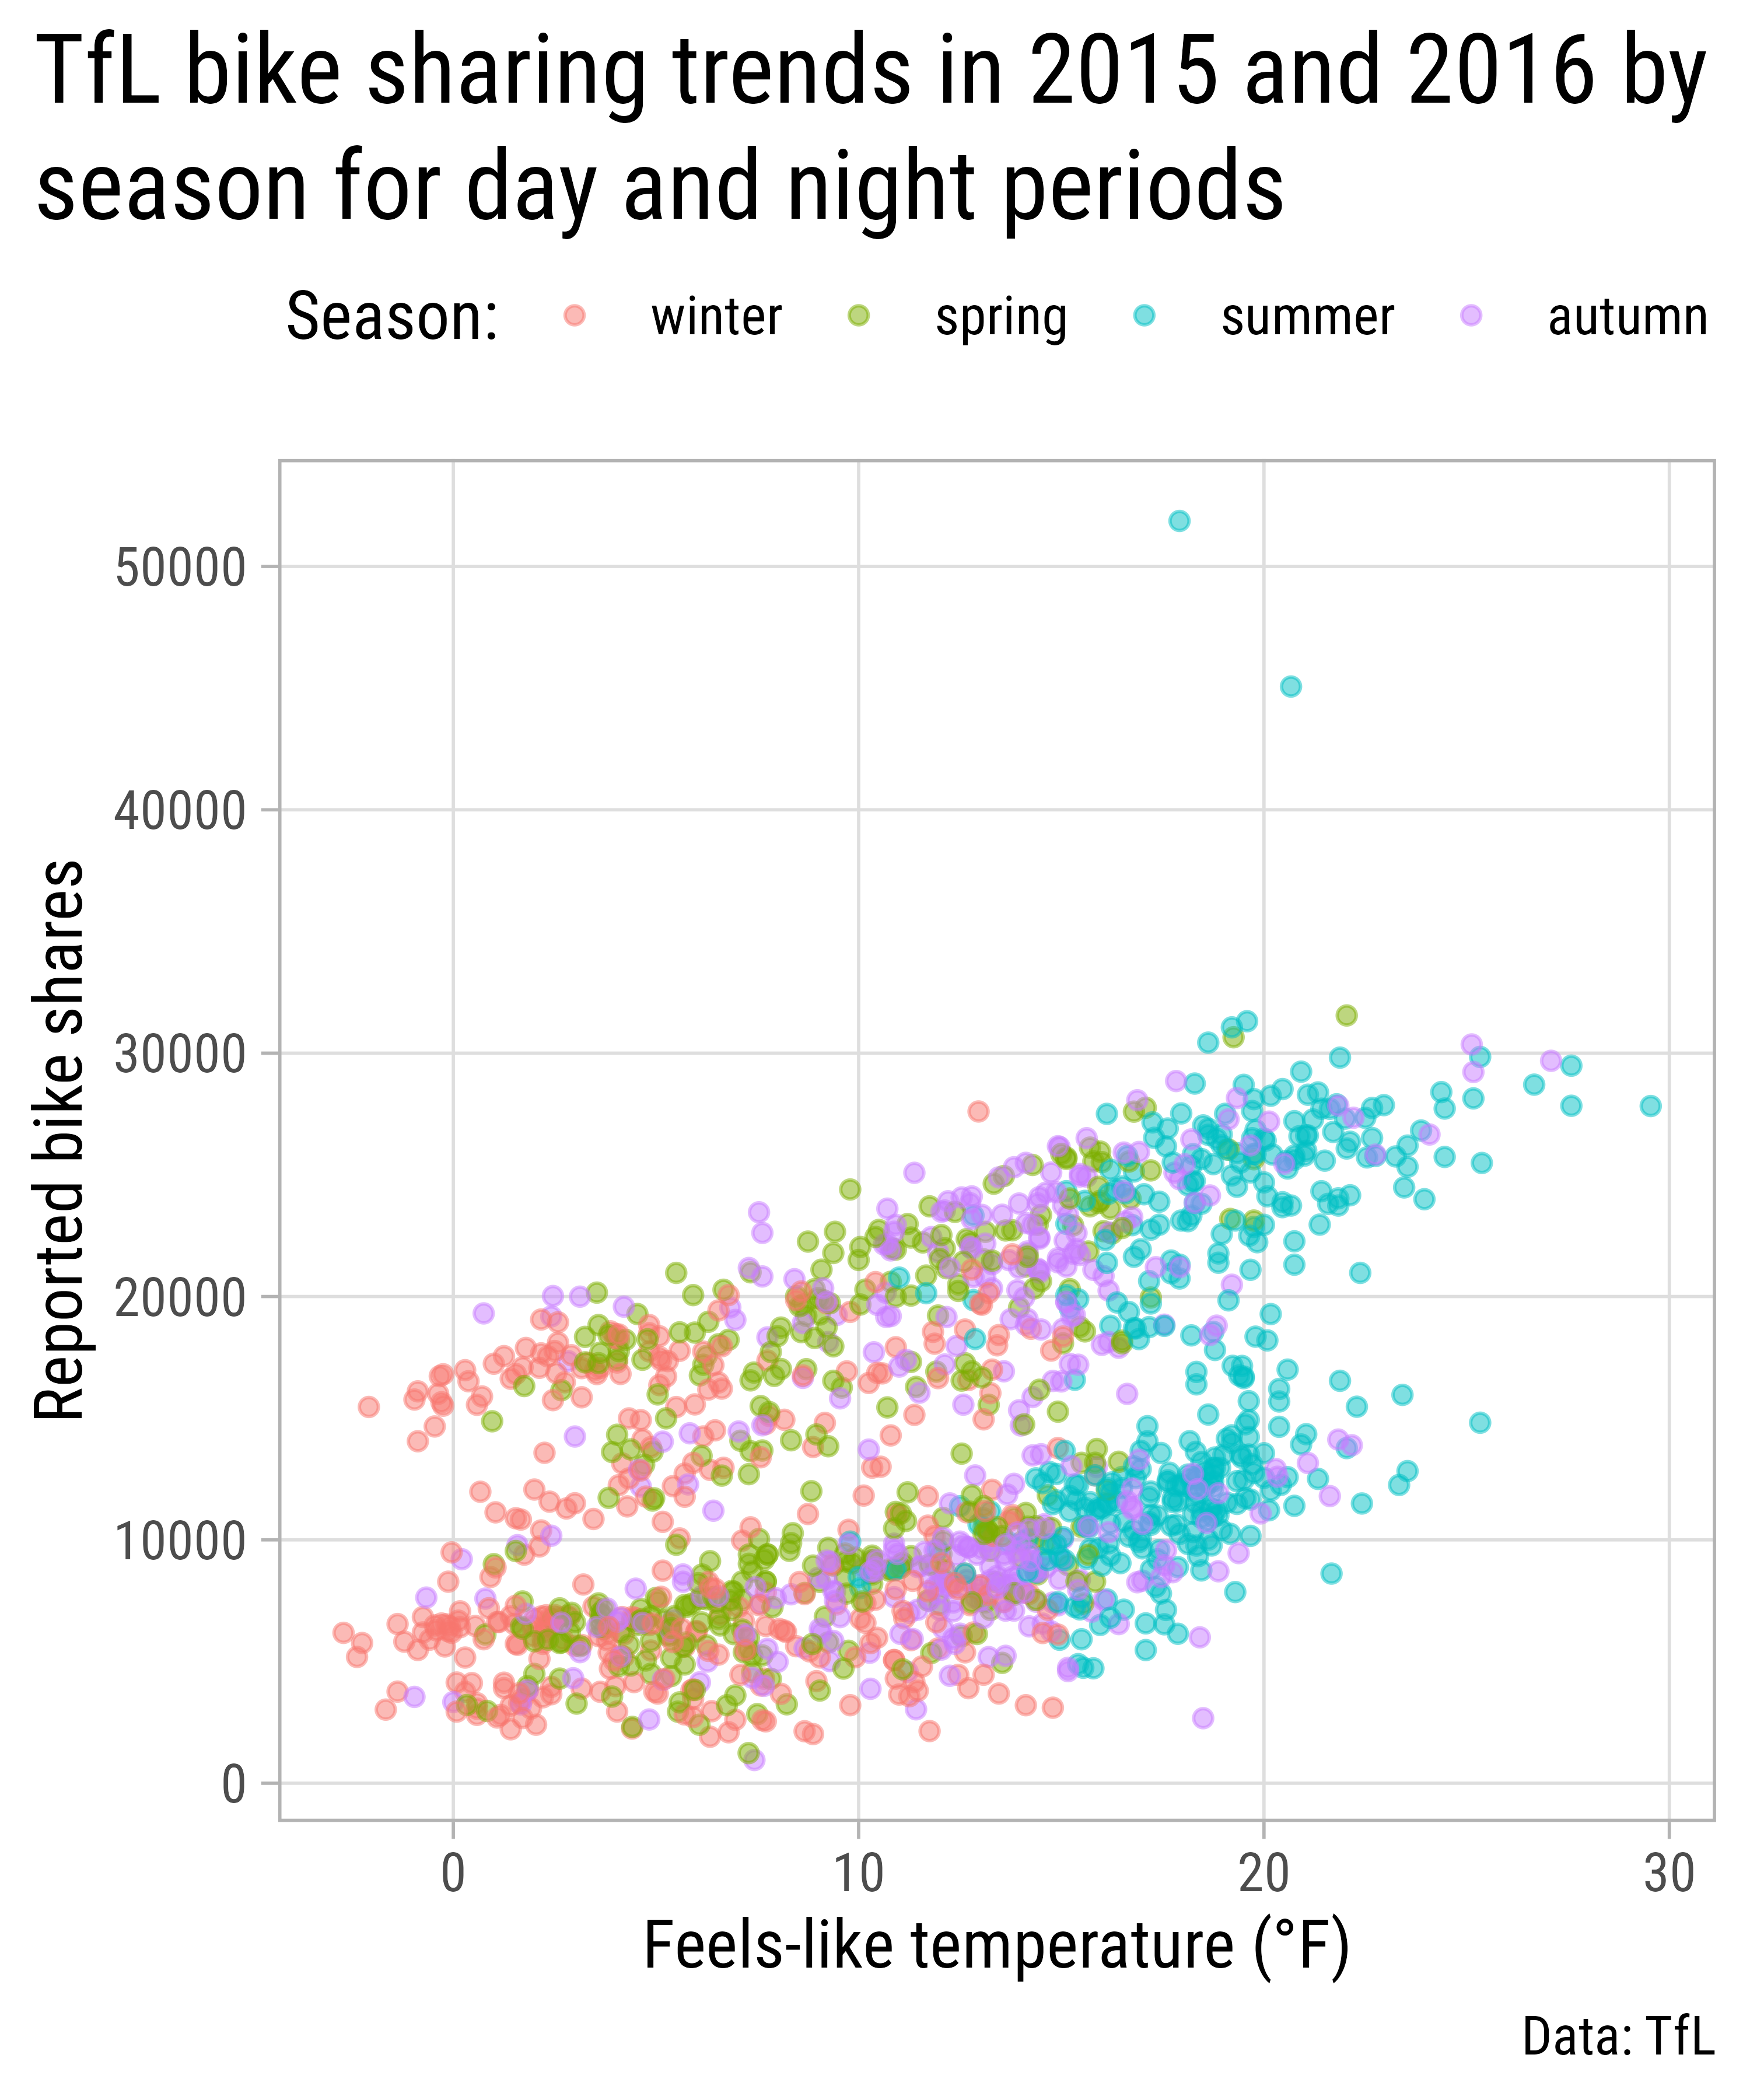 TfL bike sharing trends in 2015 and 2016 by
season for day and night periods
Season: winter spring summer autumn
Reported bike shares
50000
40000
30000
20000
10000
0
0 10 20 30
Feels-like temperature (°F)
Data: TfL